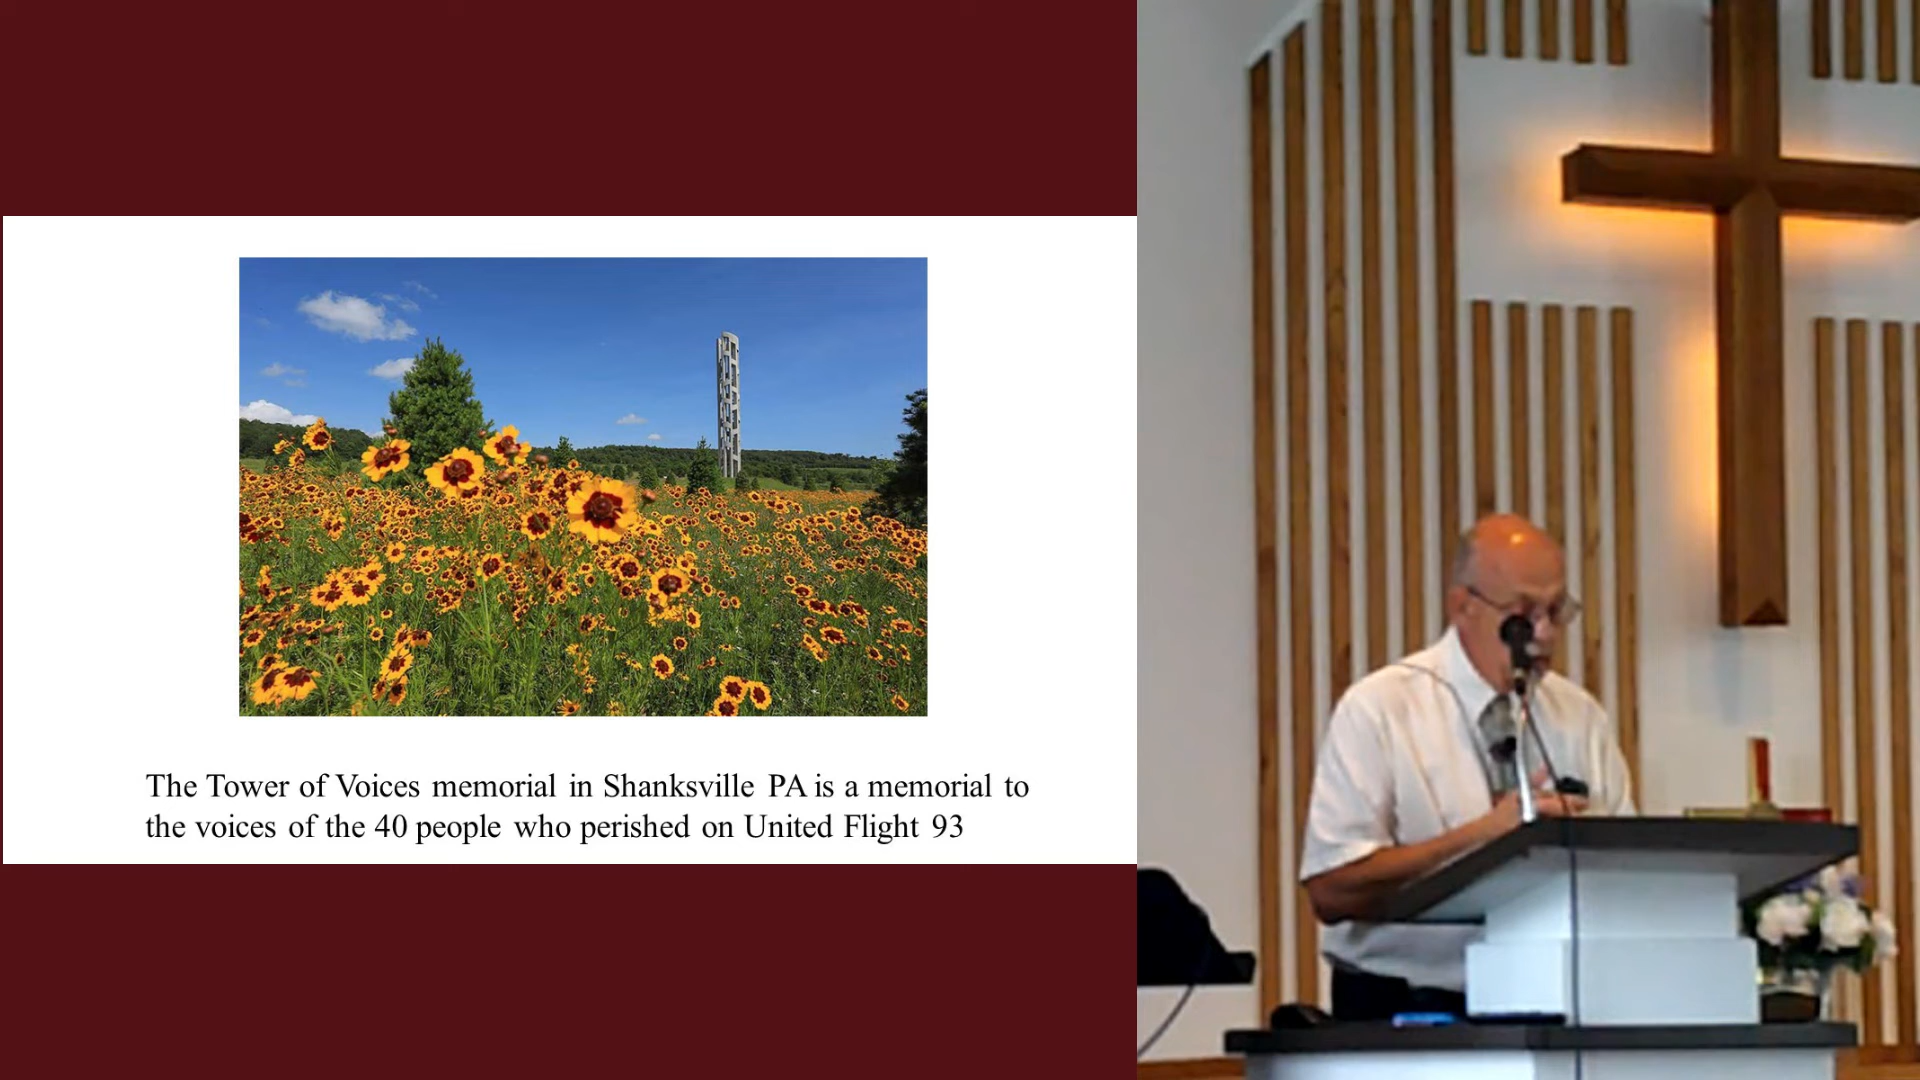 The Tower of Voices memorial in Shanksville PA is a memorial to
the voices of the 40 people who perished on United Flight 93